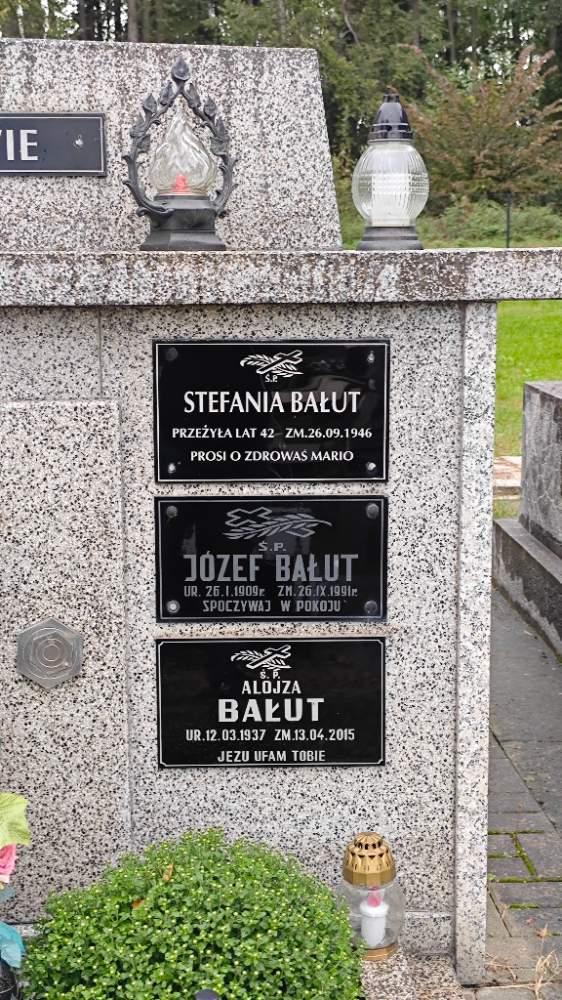 WIE
Ś.P.
STEFANIA BAŁUT
PRZEŻYŁA LAT 42 - ZM.26.09.1946
PROSI O ZDROWAŚ MARIO
Ś.P.
JÓZEF BAŁUT
UR. 26.I.1909r. ZM.26.IX.1991r.
SPOCZYWAJ W POKOJU
Ś.P.
ALOJZA
BAŁUT
UR.12.03.1937 ZM.13.04.2015
JEZU UFAM TOBIE